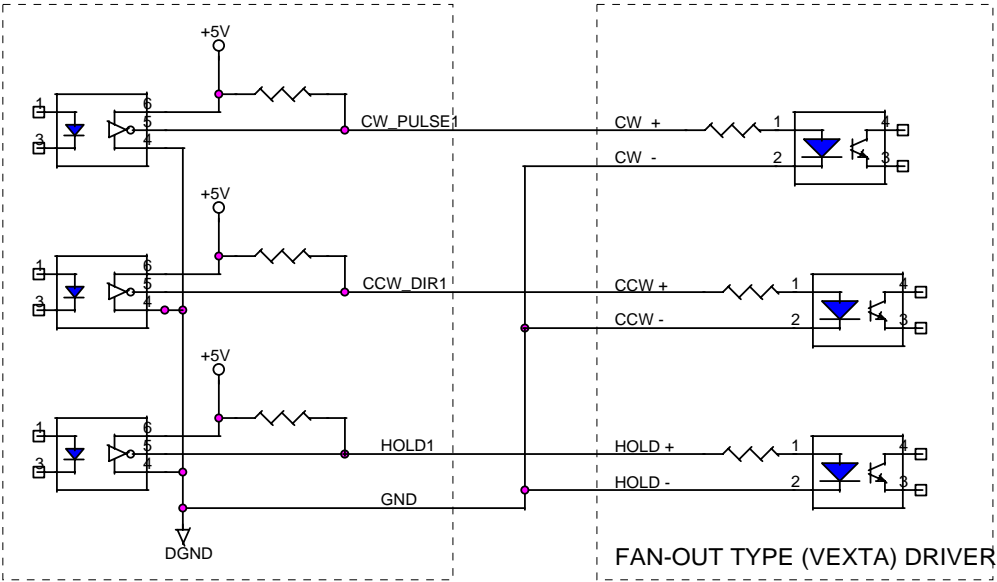 +5V
1
6
5
3
4
CW_PULSE1
CW +
1
4
CW -
2
3
+5V
1
6
5
3
4
CCW_DIR1
CCW +
1
4
CCW -
2
3
+5V
1
6
5
3
4
HOLD1
HOLD +
1
4
HOLD -
2
3
GND
DGND
FAN-OUT TYPE (VEXTA) DRIVER